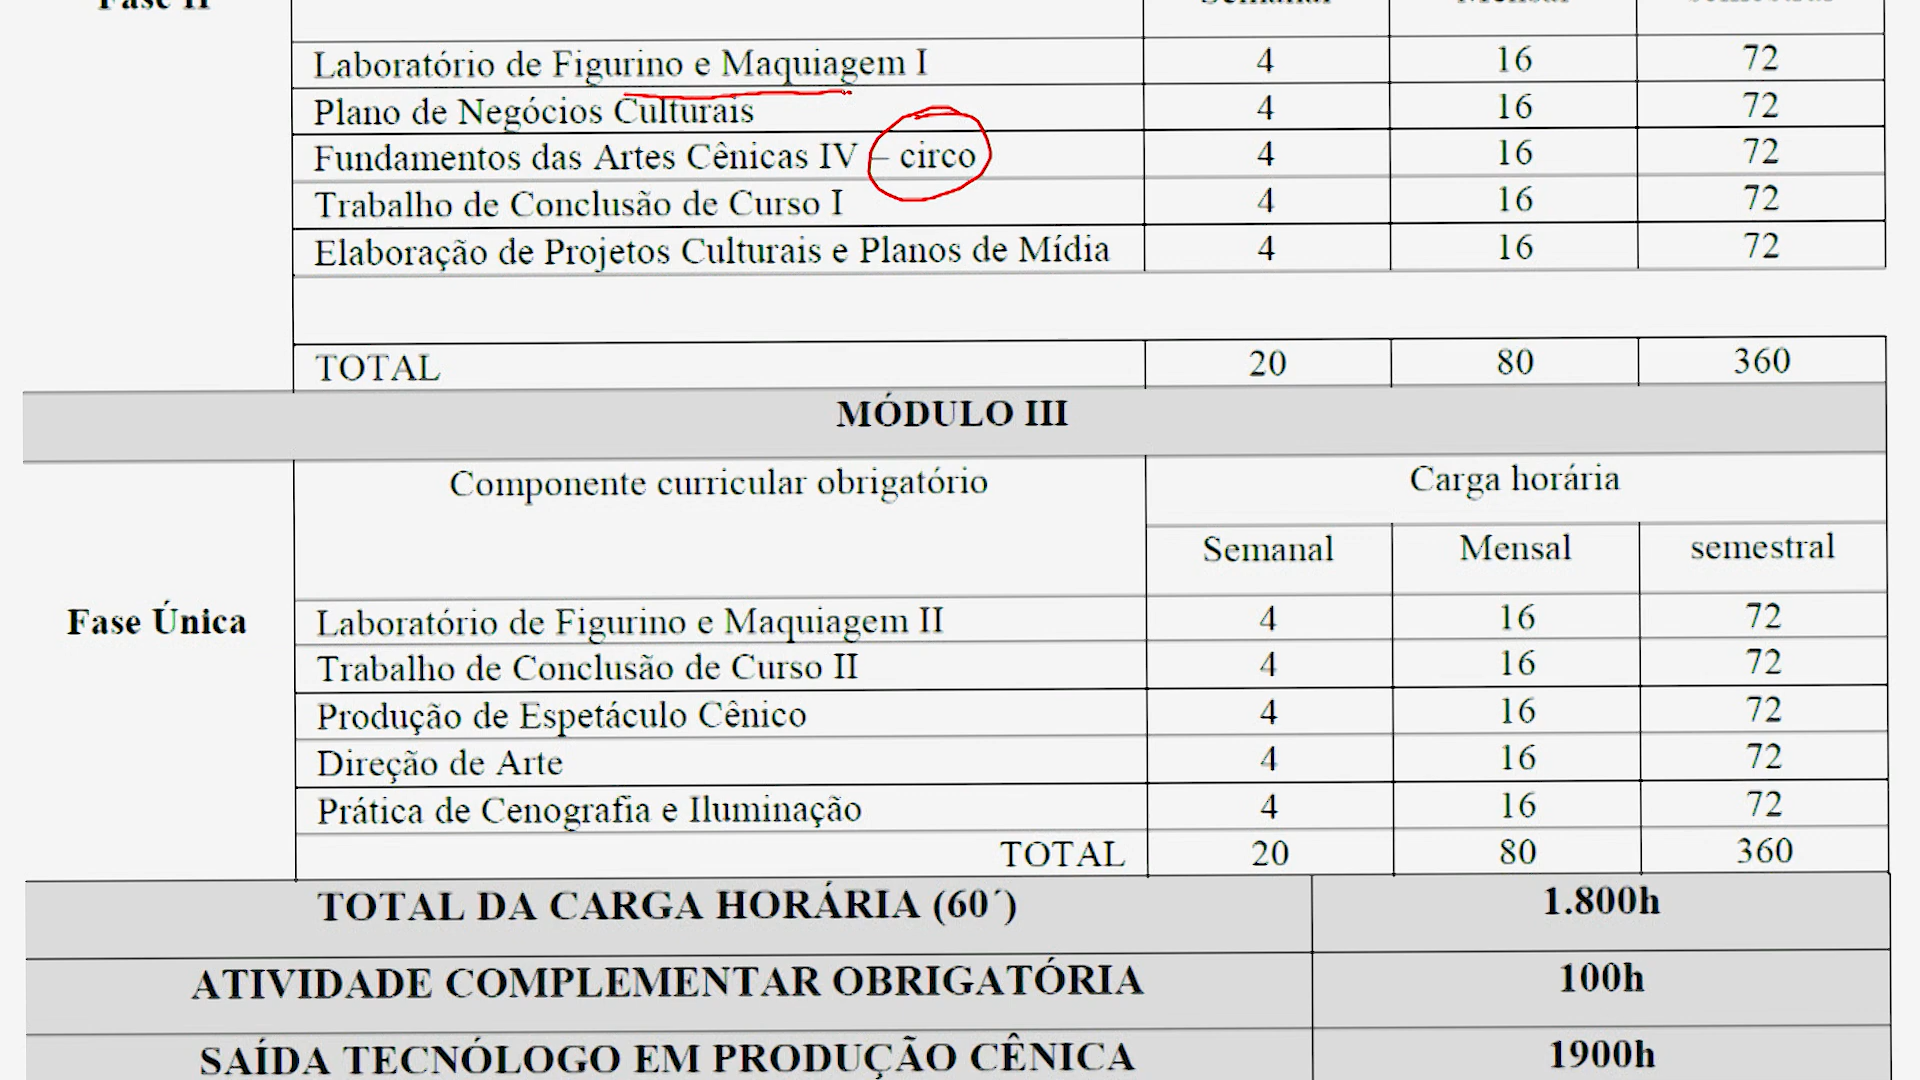 Fase II Semanal Mensal semestral
Laboratório de Figurino e Maquiagem I 4 16 72
Plano de Negócios Culturais 4 16 72
Fundamentos das Artes Cênicas IV – circo 4 16 72
Trabalho de Conclusão de Curso I 4 16 72
Elaboração de Projetos Culturais e Planos de Mídia 4 16 72
TOTAL 20 80 360
MÓDULO III
Componente curricular obrigatório Carga horária
Semanal Mensal semestral
Fase Única Laboratório de Figurino e Maquiagem II 4 16 72
Trabalho de Conclusão de Curso II 4 16 72
Produção de Espetáculo Cênico 4 16 72
Direção de Arte 4 16 72
Prática de Cenografia e Iluminação 4 16 72
TOTAL 20 80 360
TOTAL DA CARGA HORÁRIA (60´) 1.800h
ATIVIDADE COMPLEMENTAR OBRIGATÓRIA 100h
SAÍDA TECNÓLOGO EM PRODUÇÃO CÊNICA 1900h